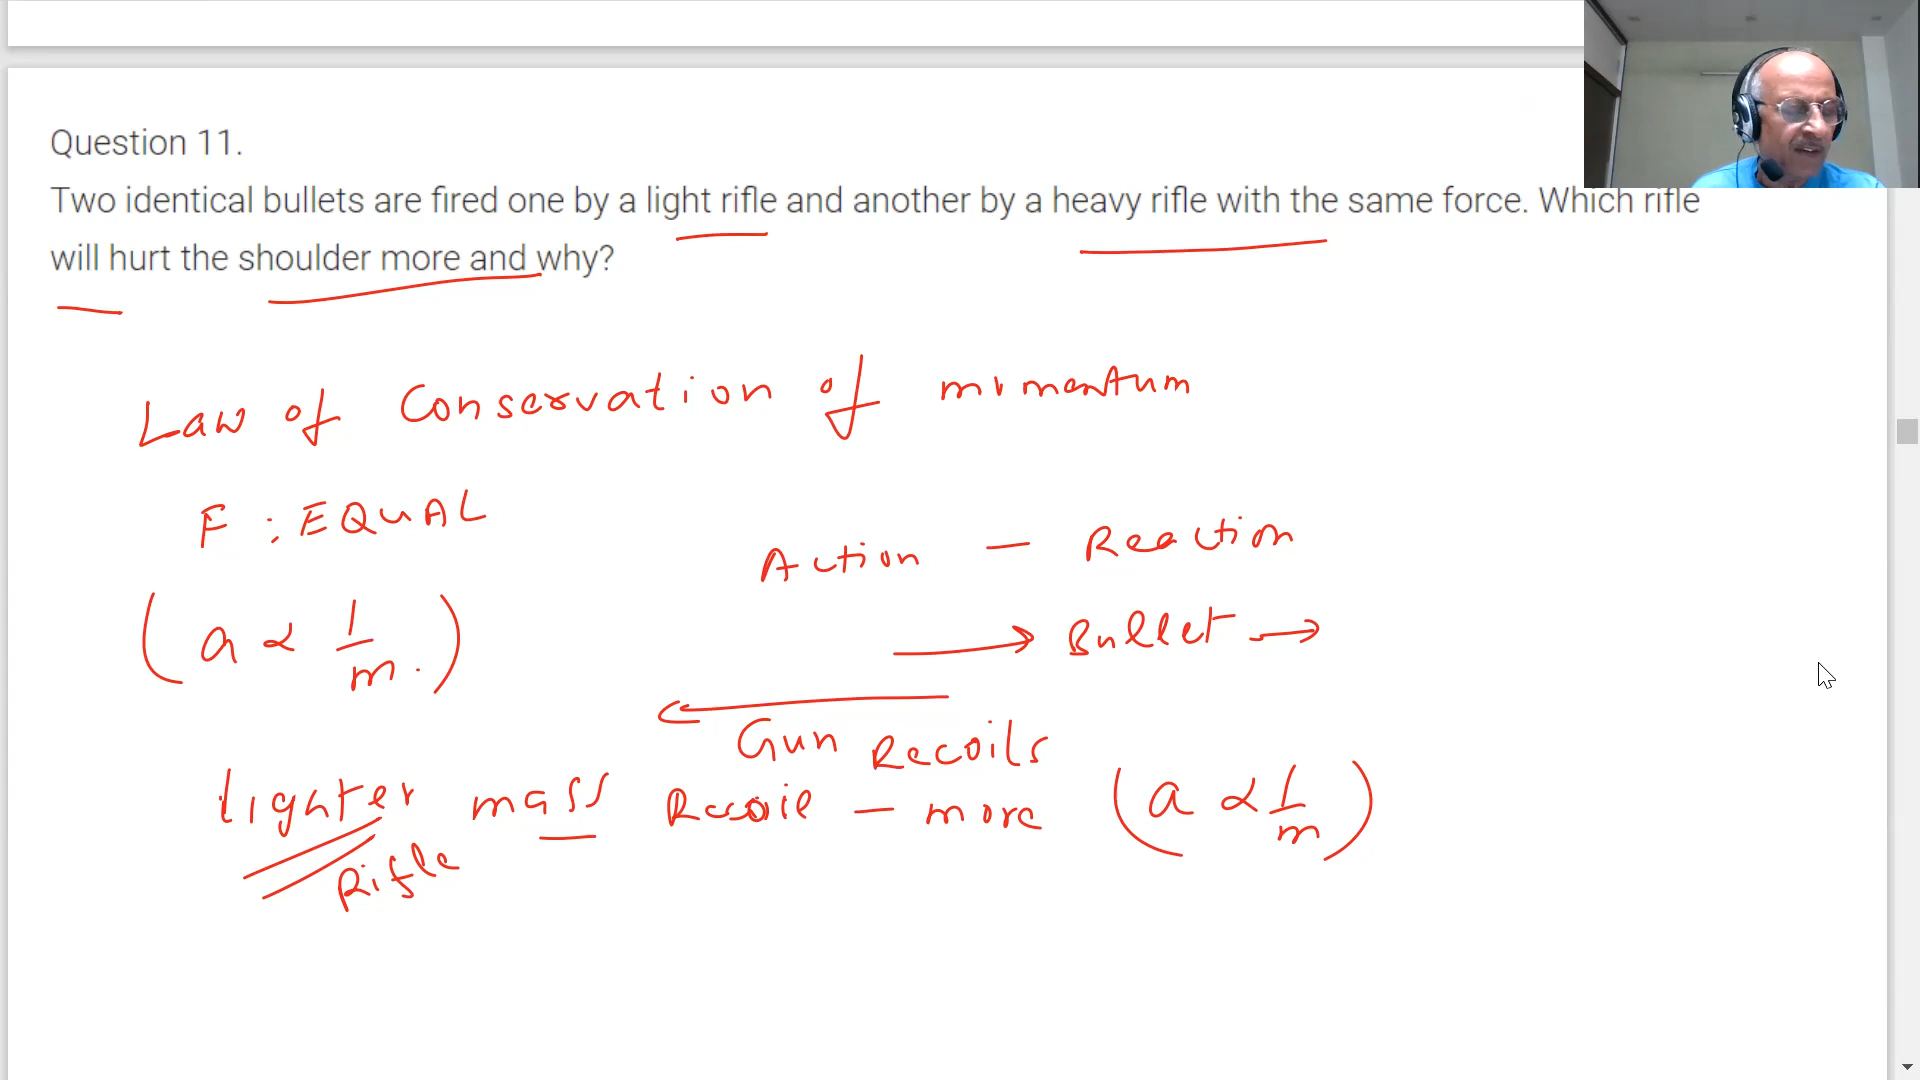 Question 11.
Two identical bullets are fired one by a light rifle and another by a heavy rifle with the same force. Which rifle
will hurt the shoulder more and why?
Law of Conservation of momentum
F : EQUAL
Action — Reaction
(a ∝ 1/m.)
→ Bullet →
←
Gun Recoils
Lighter mass Recoil — more (a ∝ 1/m)
Rifle